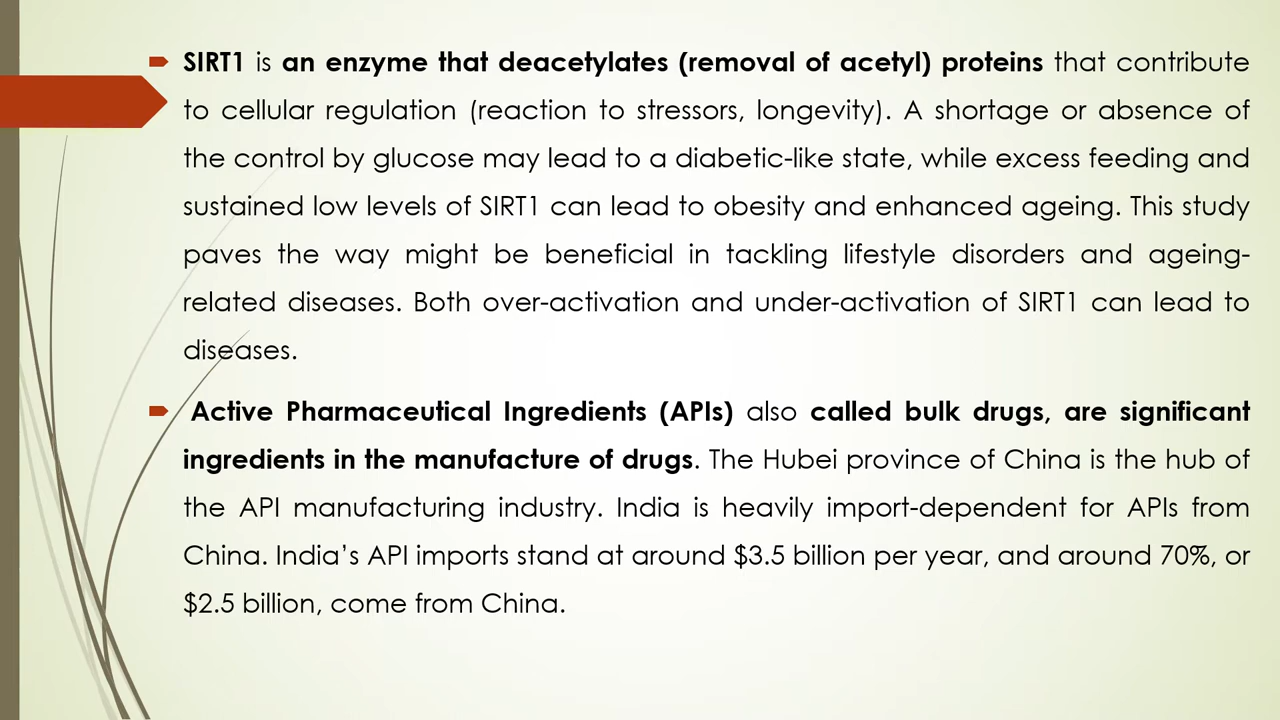 SIRT1 is an enzyme that deacetylates (removal of acetyl) proteins that contribute
to cellular regulation (reaction to stressors, longevity). A shortage or absence of
the control by glucose may lead to a diabetic-like state, while excess feeding and
sustained low levels of SIRT1 can lead to obesity and enhanced ageing. This study
paves the way might be beneficial in tackling lifestyle disorders and ageing-
related diseases. Both over-activation and under-activation of SIRT1 can lead to
diseases.
Active Pharmaceutical Ingredients (APIs) also called bulk drugs, are significant
ingredients in the manufacture of drugs. The Hubei province of China is the hub of
the API manufacturing industry. India is heavily import-dependent for APIs from
China. India’s API imports stand at around $3.5 billion per year, and around 70%, or
$2.5 billion, come from China.